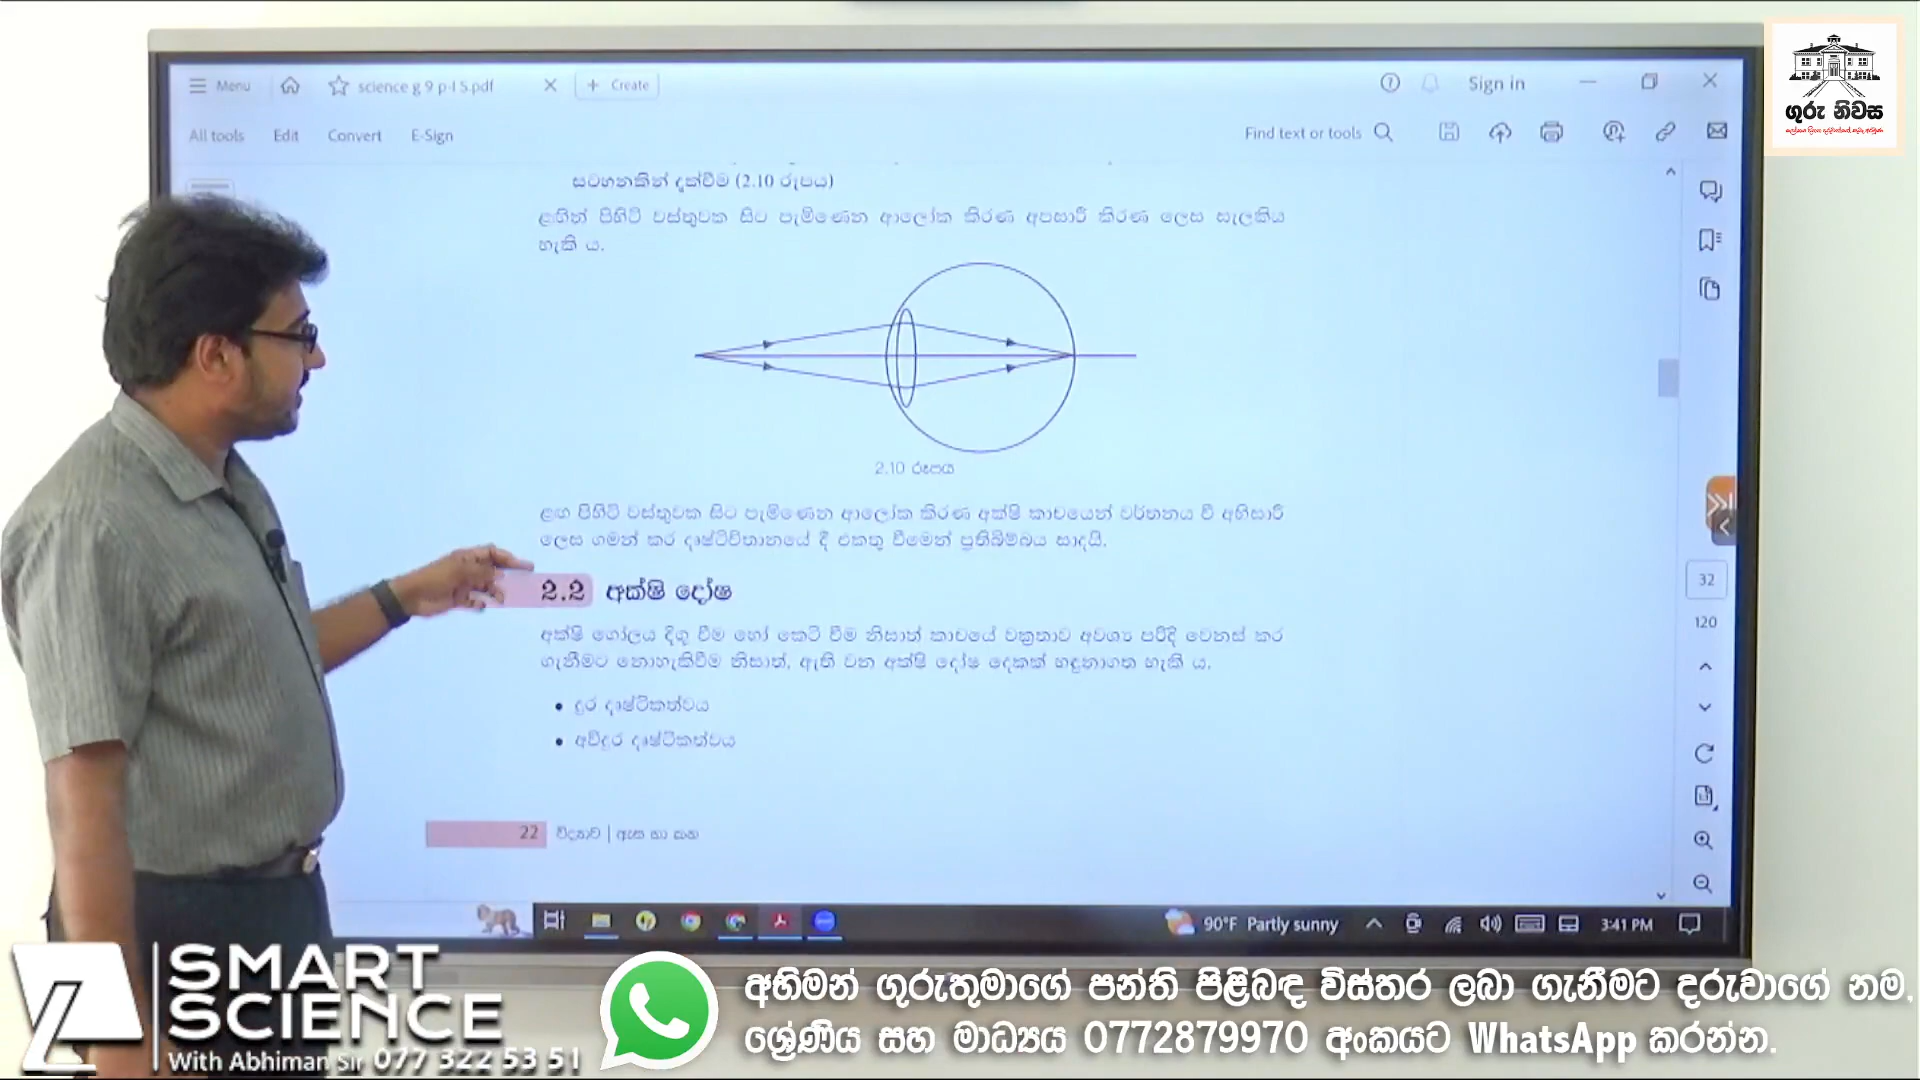 Menu
science g 9 p-I S.pdf
Create
Sign in
All tools Edit Convert E-Sign
Find text or tools
සටහනකින් දැක්වීම (2.10 රූපය)
ළඟින් පිහිටි වස්තුවක සිට පැමිණෙන ආලෝක කිරණ අපසාරී කිරණ ලෙස සැලකිය
හැකි ය.
2.10 රූපය
ළඟ පිහිටි වස්තුවක සිට පැමිණෙන ආලෝක කිරණ අක්ෂි කාචයෙන් වර්තනය වී අභිසාරී
ලෙස ගමන් කර දෘෂ්ටිවිතානයේ දී එකතු වීමෙන් ප්‍රතිබිම්බය සාදයි.
2.2 අක්ෂි දෝෂ
අක්ෂි ගෝලය දිගු වීම හෝ කෙටි වීම නිසාත් කාචයේ වක්‍රතාව අවශ්‍ය පරිදි වෙනස් කර
ගැනීමට නොහැකිවීම නිසාත්, ඇති වන අක්ෂි දෝෂ දෙකක් හඳුනාගත හැකි ය.
• දුර දෘෂ්ටිකත්වය
• අවිදුර දෘෂ්ටිකත්වය
22 විද්‍යාව | ඇස හා කන
32
120
90°F Partly sunny
3:41 PM
ගුරු නිවස
SMART
SCIENCE
With Abhiman Sir 077 322 53 51
අභිමන් ගුරුතුමාගේ පන්ති පිළිබඳ විස්තර ලබා ගැනීමට දරුවාගේ නම,
ශ්‍රේණිය සහ මාධ්‍යය 0772879970 අංකයට WhatsApp කරන්න.